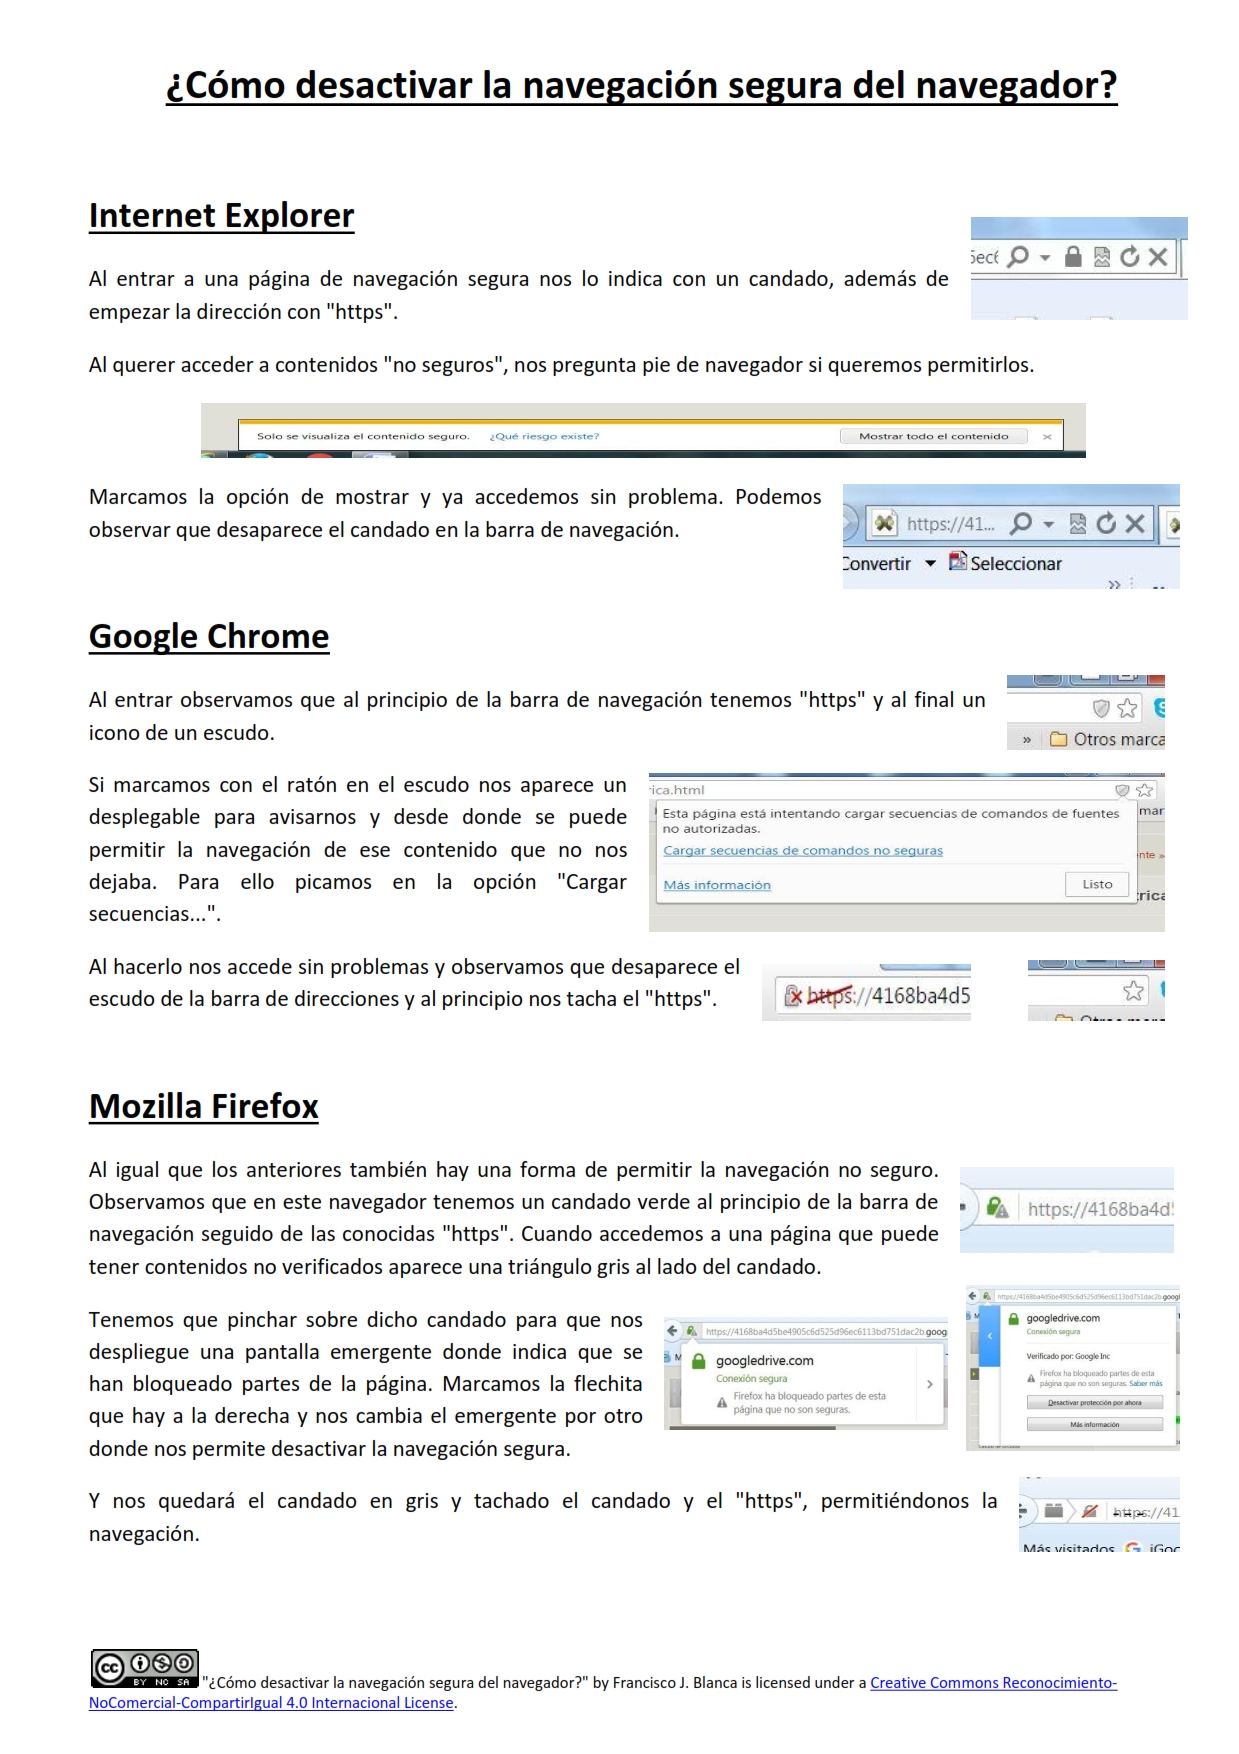 ¿Cómo desactivar la navegación segura del navegador?
Internet Explorer
Al entrar a una página de navegación segura nos lo indica con un candado, además de
empezar la dirección con "https".
Al querer acceder a contenidos "no seguros", nos pregunta pie de navegador si queremos permitirlos.
Solo se visualiza el contenido seguro. ¿Qué riesgo existe? Mostrar todo el contenido
Marcamos la opción de mostrar y ya accedemos sin problema. Podemos
observar que desaparece el candado en la barra de navegación.
https://41...
Convertir Seleccionar
Google Chrome
Al entrar observamos que al principio de la barra de navegación tenemos "https" y al final un
icono de un escudo.
» Otros marca
Si marcamos con el ratón en el escudo nos aparece un
desplegable para avisarnos y desde donde se puede
permitir la navegación de ese contenido que no nos
dejaba. Para ello picamos en la opción "Cargar
secuencias...".
rica.html
Esta página está intentando cargar secuencias de comandos de fuentes
no autorizadas.
Cargar secuencias de comandos no seguras
Más información Listo
mar
nte »
trica
Al hacerlo nos accede sin problemas y observamos que desaparece el
escudo de la barra de direcciones y al principio nos tacha el "https".
https://4168ba4d5
Mozilla Firefox
Al igual que los anteriores también hay una forma de permitir la navegación no seguro.
Observamos que en este navegador tenemos un candado verde al principio de la barra de
navegación seguido de las conocidas "https". Cuando accedemos a una página que puede
tener contenidos no verificados aparece una triángulo gris al lado del candado.
https://4168ba4d5
Tenemos que pinchar sobre dicho candado para que nos
despliegue una pantalla emergente donde indica que se
han bloqueado partes de la página. Marcamos la flechita
que hay a la derecha y nos cambia el emergente por otro
donde nos permite desactivar la navegación segura.
https://4168ba4d5be4905c6d525d96ec6113bd751dac2b.goog
googledrive.com
Conexión segura
Firefox ha bloqueado partes de esta
página que no son seguras.
https://4168ba4d5be4905c6d525d96ec6113bd751dac2b.googl
googledrive.com
Conexión segura
Verificado por: Google Inc
Firefox ha bloqueado partes de esta
página que no son seguras. Saber más
Desactivar protección por ahora
Más información
Y nos quedará el candado en gris y tachado el candado y el "https", permitiéndonos la
navegación.
https://41
Más visitados iGoo
cc BY NC SA
"¿Cómo desactivar la navegación segura del navegador?" by Francisco J. Blanca is licensed under a Creative Commons Reconocimiento-
NoComercial-CompartirIgual 4.0 Internacional License.